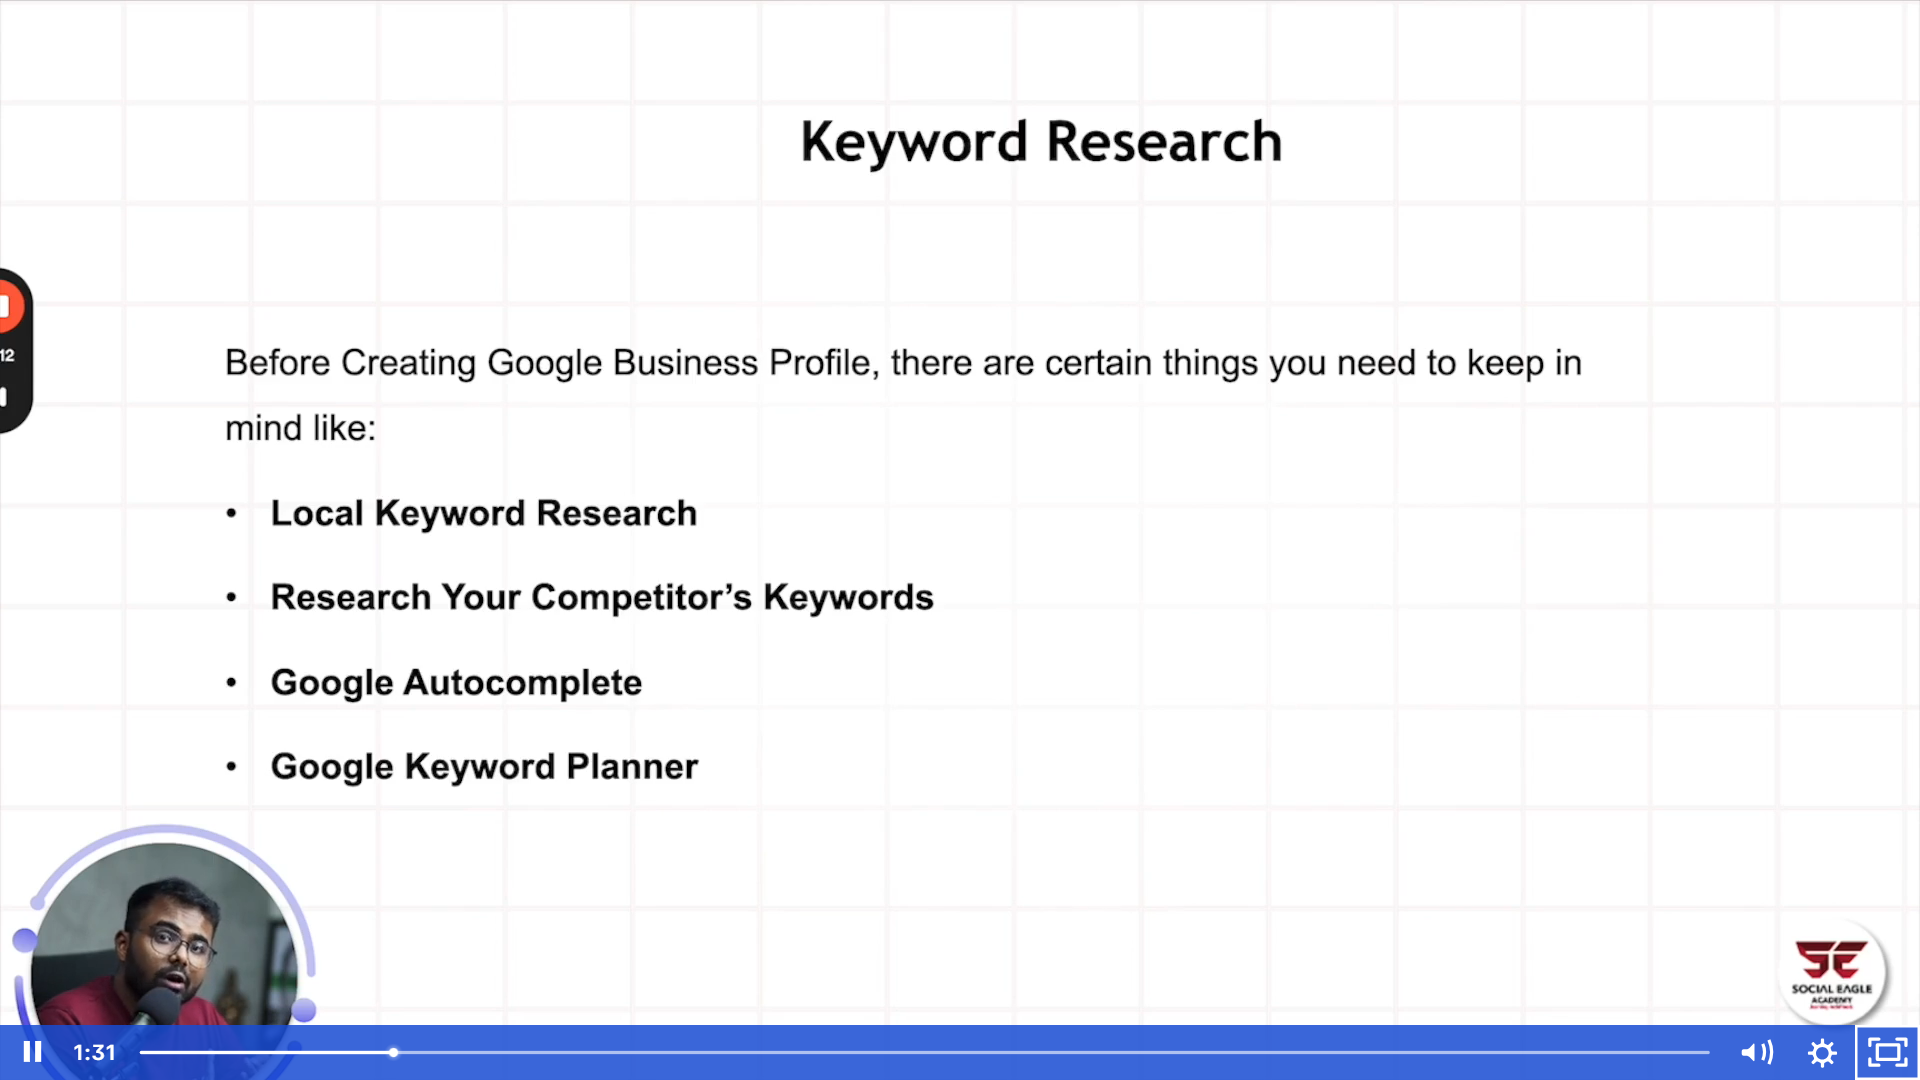 Keyword Research
12
Before Creating Google Business Profile, there are certain things you need to keep in
mind like:
• Local Keyword Research
• Research Your Competitor’s Keywords
• Google Autocomplete
• Google Keyword Planner
SOCIAL EAGLE
ACADEMY
1:31